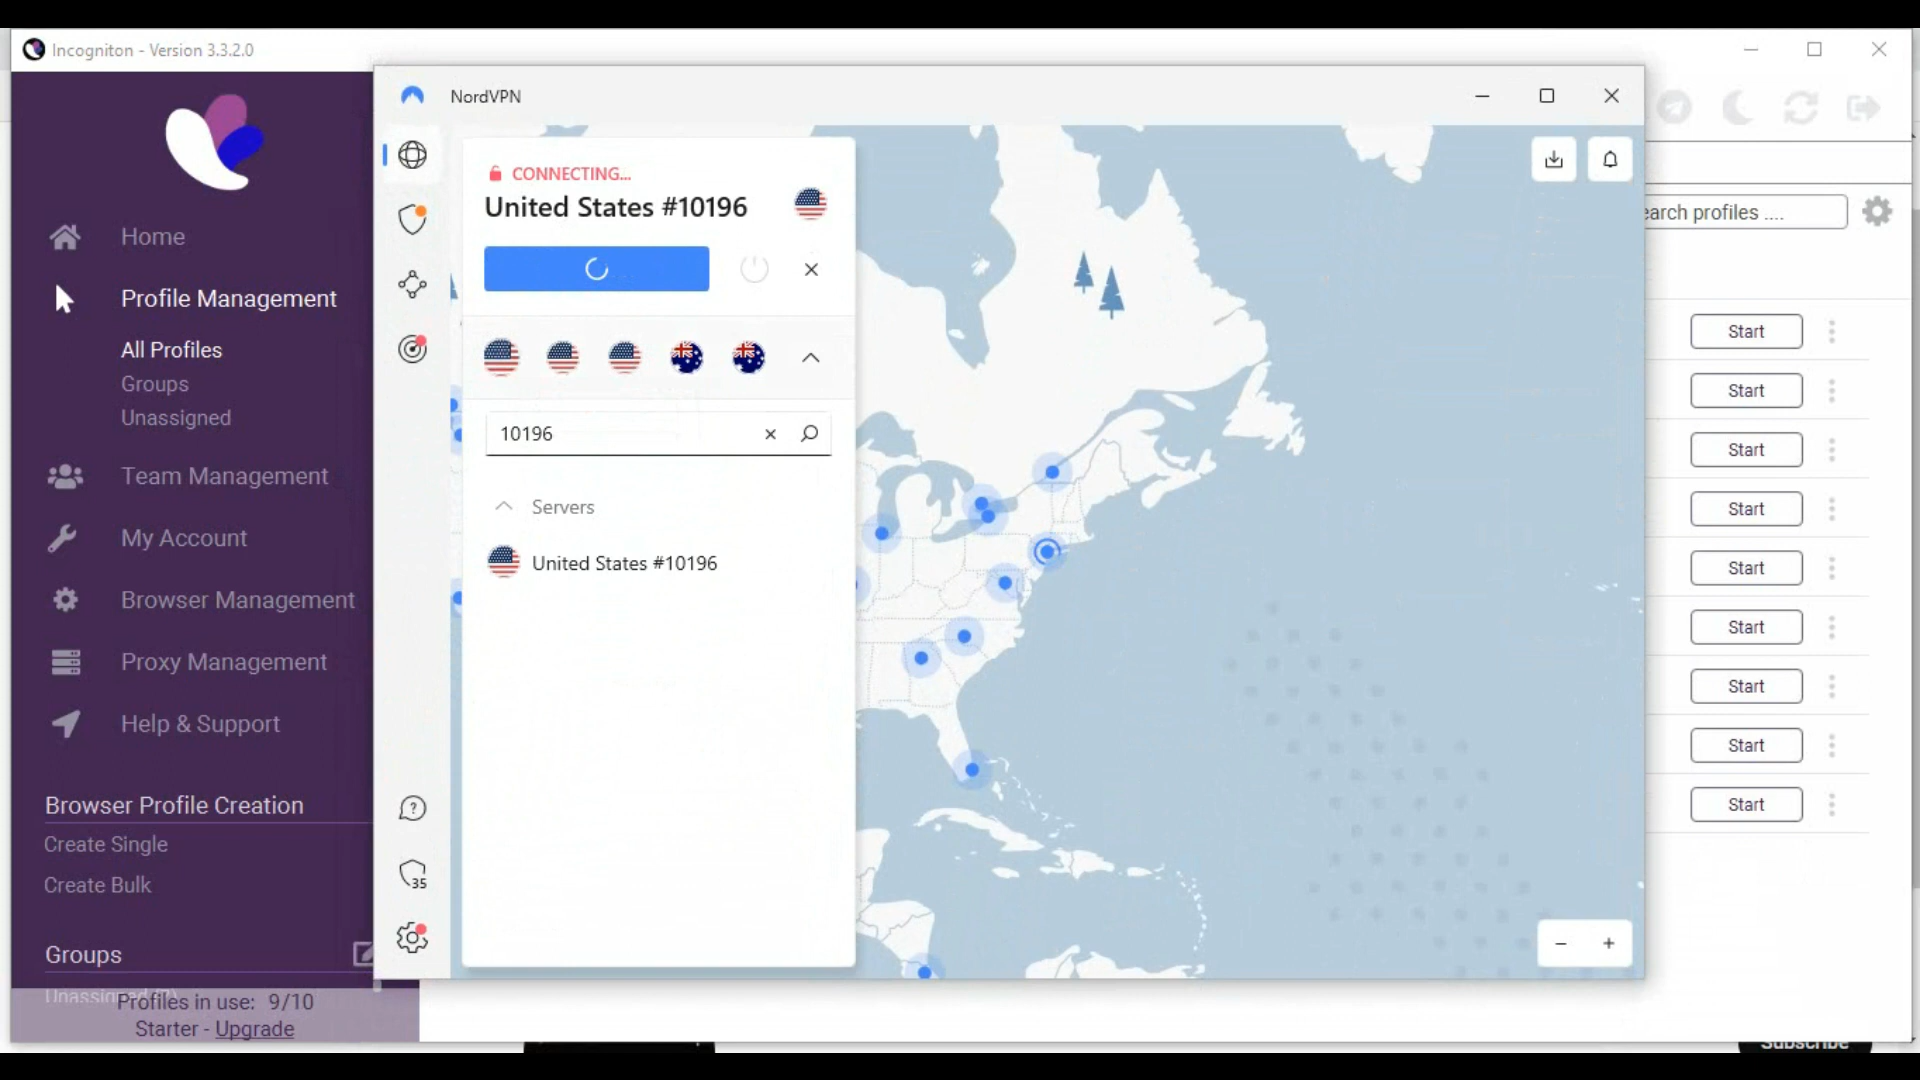 Incogniton - Version 3.3.2.0
NordVPN
CONNECTING...
United States #10196
10196
Servers
United States #10196
35
Home
Profile Management
All Profiles
Groups
Unassigned
Team Management
My Account
Browser Management
Proxy Management
Help & Support
Browser Profile Creation
Create Single
Create Bulk
Groups
Profiles in use: 9/10
Starter - Upgrade
earch profiles ....
Start
Start
Start
Start
Start
Start
Start
Start
Start
Subscribe